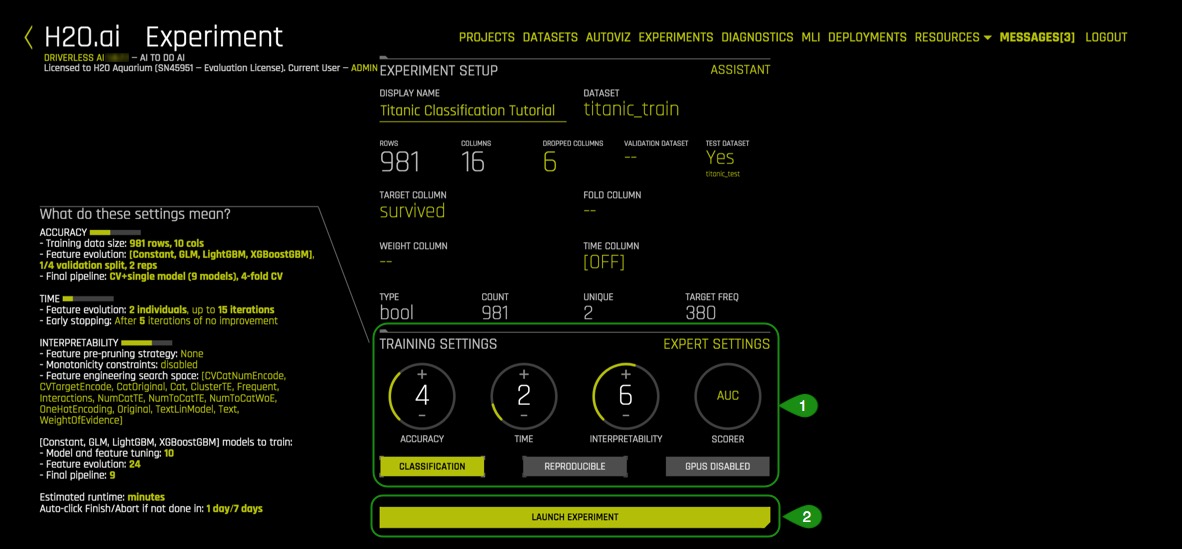 H2O.ai Experiment
PROJECTS DATASETS AUTOVIZ EXPERIMENTS DIAGNOSTICS MLI DEPLOYMENTS RESOURCES MESSAGES[3] LOGOUT
DRIVERLESS AI — AI TO DO AI
Licensed to H2O Aquarium (SN45951 — Evaluation License). Current User — ADMIN
EXPERIMENT SETUP
ASSISTANT
DISPLAY NAME
Titanic Classification Tutorial
DATASET
titanic_train
ROWS
981
COLUMNS
16
DROPPED COLUMNS
6
VALIDATION DATASET
--
TEST DATASET
Yes
titanic_test
TARGET COLUMN
survived
FOLD COLUMN
--
WEIGHT COLUMN
--
TIME COLUMN
[OFF]
TYPE
bool
COUNT
981
UNIQUE
2
TARGET FREQ
380
What do these settings mean?
ACCURACY
- Training data size: 981 rows, 10 cols
- Feature evolution: [Constant, GLM, LightGBM, XGBoostGBM],
1/4 validation split, 2 reps
- Final pipeline: CV+single model (9 models), 4-fold CV
TIME
- Feature evolution: 2 individuals, up to 15 iterations
- Early stopping: After 5 iterations of no improvement
INTERPRETABILITY
- Feature pre-pruning strategy: None
- Monotonicity constraints: disabled
- Feature engineering search space: [CVCatNumEncode,
CVTargetEncode, CatOriginal, Cat, ClusterTE, Frequent,
Interactions, NumCatTE, NumToCatTE, NumToCatWoE,
OneHotEncoding, Original, TextLinModel, Text,
WeightOfEvidence]
[Constant, GLM, LightGBM, XGBoostGBM] models to train:
- Model and feature tuning: 10
- Feature evolution: 24
- Final pipeline: 9
Estimated runtime: minutes
Auto-click Finish/Abort if not done in: 1 day/7 days
TRAINING SETTINGS
EXPERT SETTINGS
+
4
-
ACCURACY
+
2
-
TIME
+
6
-
INTERPRETABILITY
AUC
SCORER
1
CLASSIFICATION
REPRODUCIBLE
GPUS DISABLED
LAUNCH EXPERIMENT
2